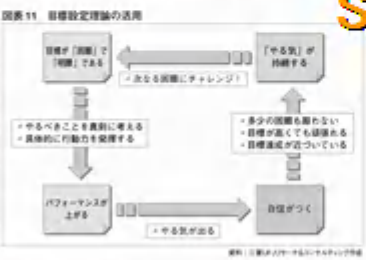 図表11 目標設定理論の活用
目標が「困難」で
「明確」である
「やる気」が
持続する
・次なる困難にチャレンジ！
・やるべきことを真剣に考える
・具体的に行動力を発揮する
・多少の困難も厭わない
・目標が高くても頑張れる
・目標達成が近づいている
パフォーマンスが
上がる
自信がつく
・やる気が出る
資料：三菱UFJリサーチ&コンサルティング作成
S